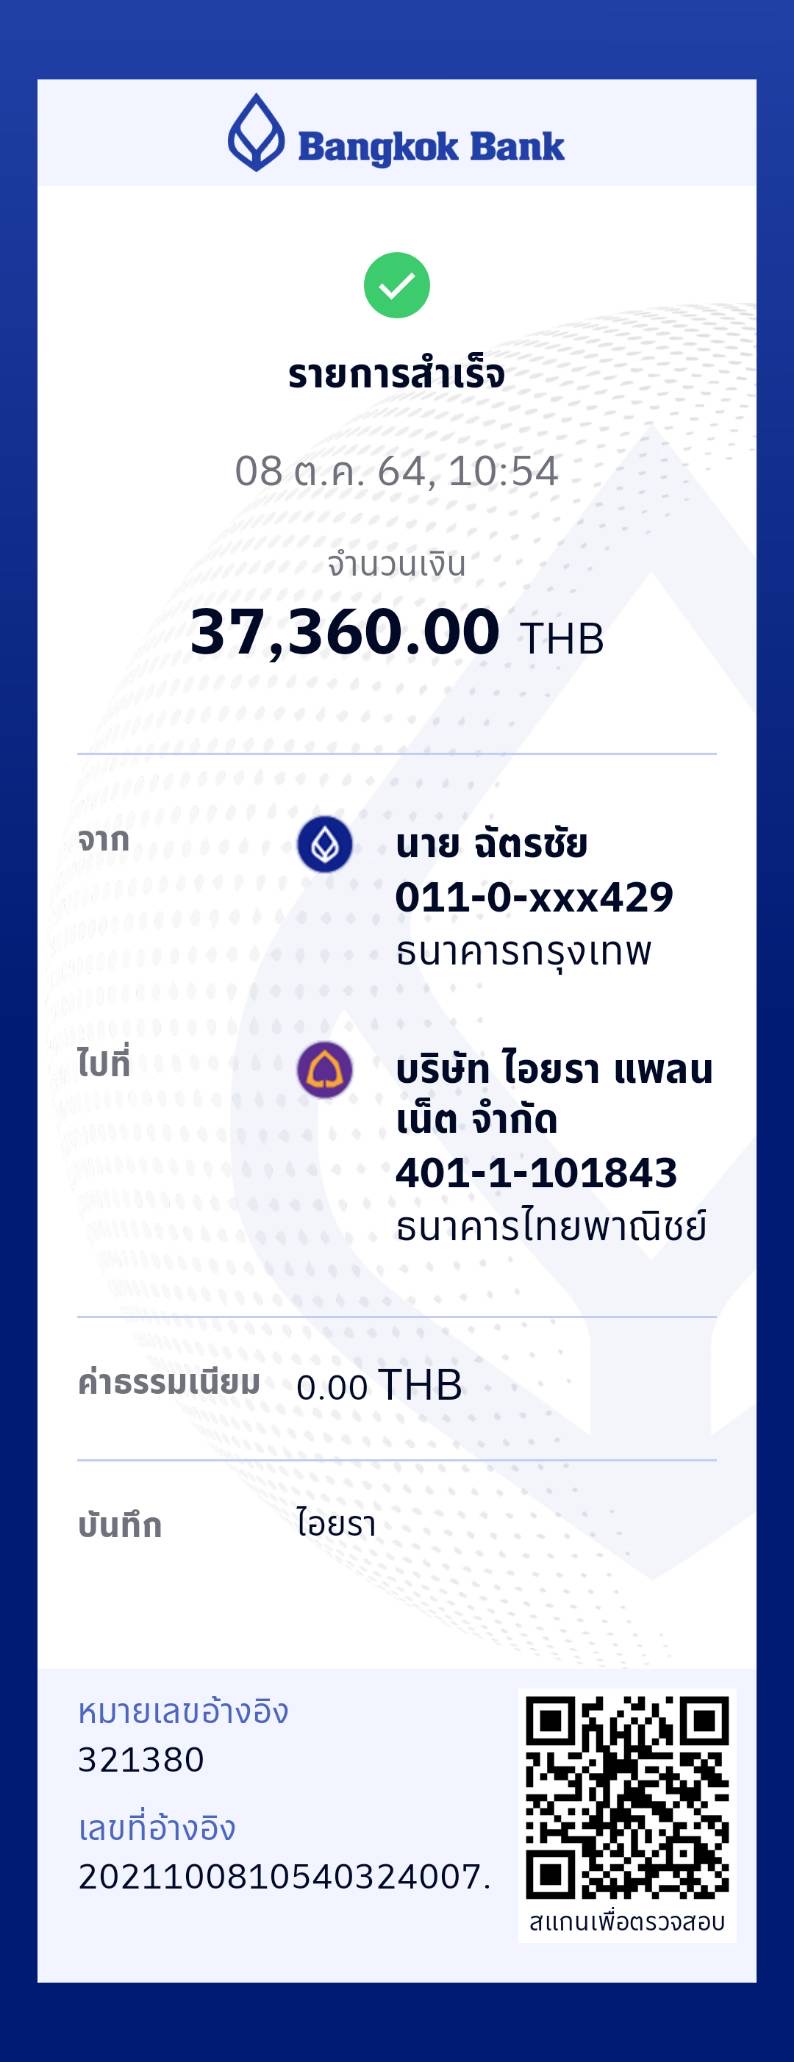 Bangkok Bank
รายการสำเร็จ
08 ต.ค. 64, 10:54
จำนวนเงิน
37,360.00 THB
จาก
นาย ฉัตรชัย
011-0-xxx429
ธนาคารกรุงเทพ
ไปที่
บริษัท ไอยรา แพลน
เน็ต จำกัด
401-1-101843
ธนาคารไทยพาณิชย์
ค่าธรรมเนียม 0.00 THB
บันทึก ไอยรา
หมายเลขอ้างอิง
321380
เลขที่อ้างอิง
2021100810540324007.
สแกนเพื่อตรวจสอบ